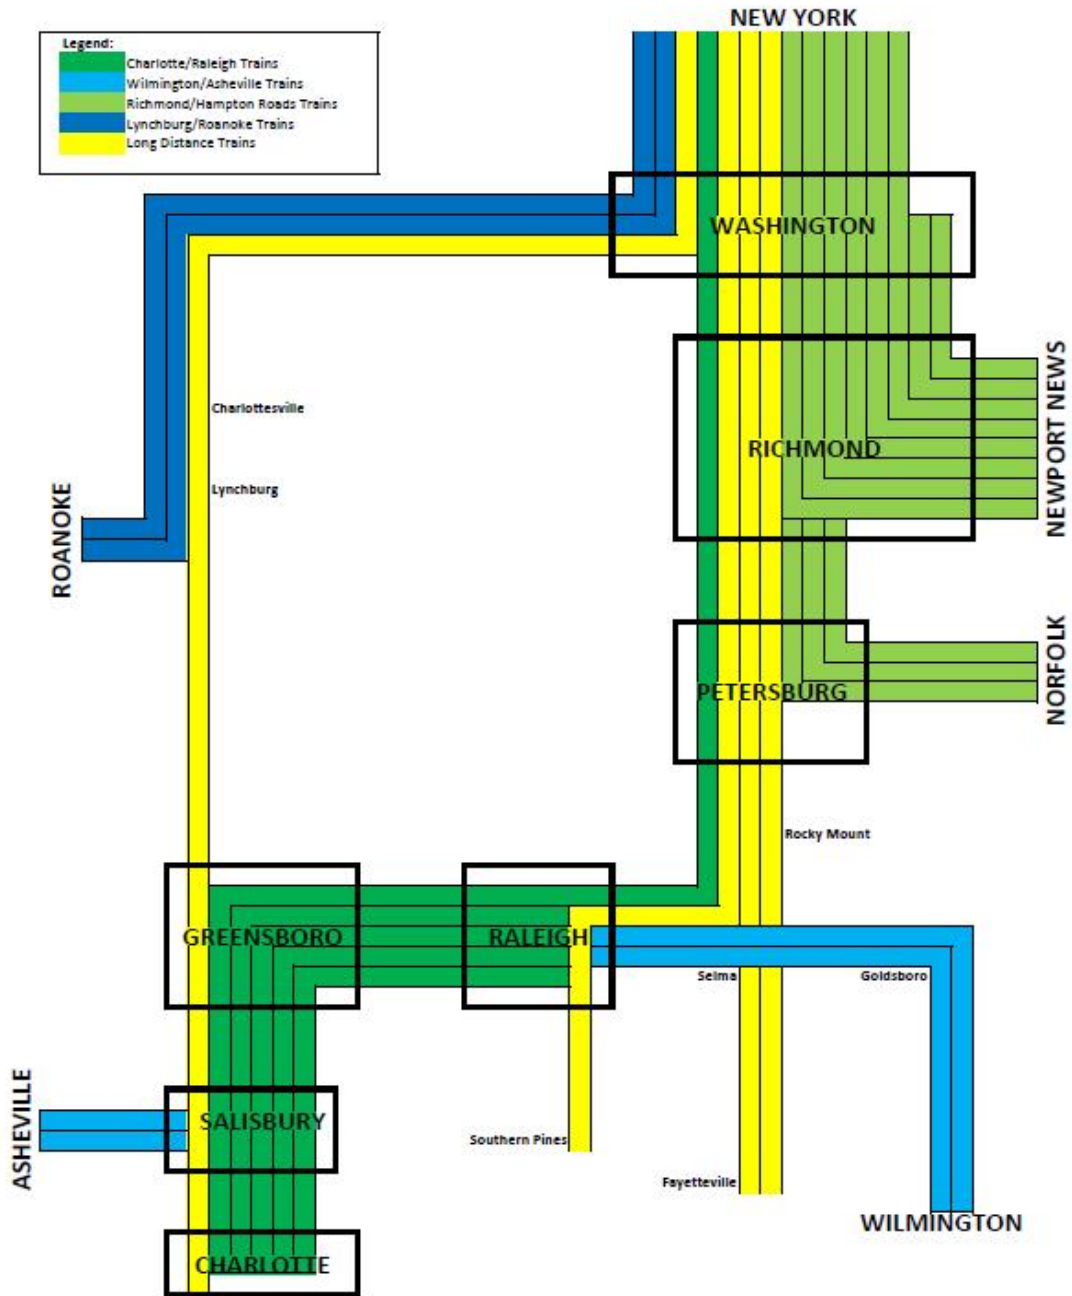 NEW YORK
Legend:
Charlotte/Raleigh Trains
Wilmington/Asheville Trains
Richmond/Hampton Roads Trains
Lynchburg/Roanoke Trains
Long Distance Trains
WASHINGTON
NEWPORT NEWS
Charlottesville
RICHMOND
Lynchburg
ROANOKE
NORFOLK
PETERSBURG
Rocky Mount
GREENSBORO
RALEIGH
Selma
Goldsboro
ASHEVILLE
SALISBURY
Southern Pines
Fayetteville
WILMINGTON
CHARLOTTE